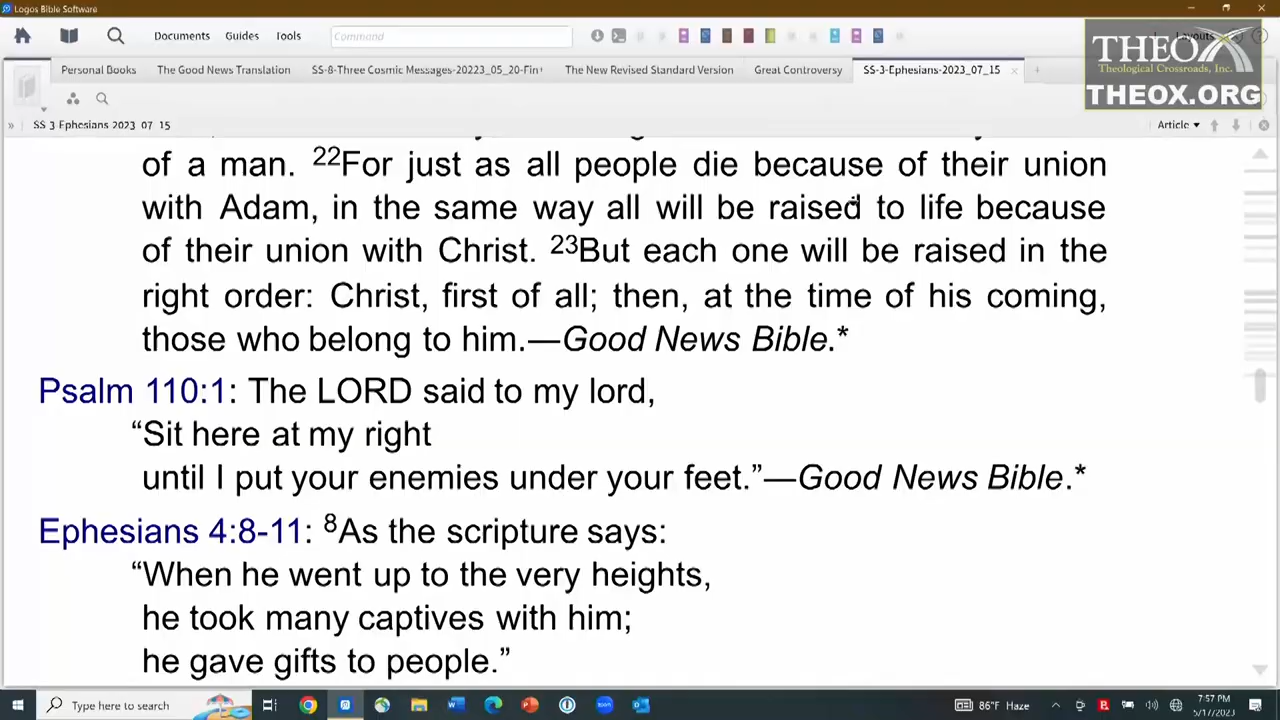 Logos Bible Software
Documents Guides Tools Command Layouts
THEOX
Theological Crossroads, Inc.
THEOX.ORG
Personal Books The Good News Translation The New Revised Standard Version Great Controversy SS-3-Ephesians-2023_07_15
SS 3 Ephesians 2023 07 15 Article
of a man. 22For just as all people die because of their union
with Adam, in the same way all will be raised to life because
of their union with Christ. 23But each one will be raised in the
right order: Christ, first of all; then, at the time of his coming,
those who belong to him.—Good News Bible.*
Psalm 110:1: The LORD said to my lord,
“Sit here at my right
until I put your enemies under your feet.”—Good News Bible.*
Ephesians 4:8-11: 8As the scripture says:
“When he went up to the very heights,
he took many captives with him;
he gave gifts to people.”
Type here to search 86°F Haze 7:57 PM
5/17/2023